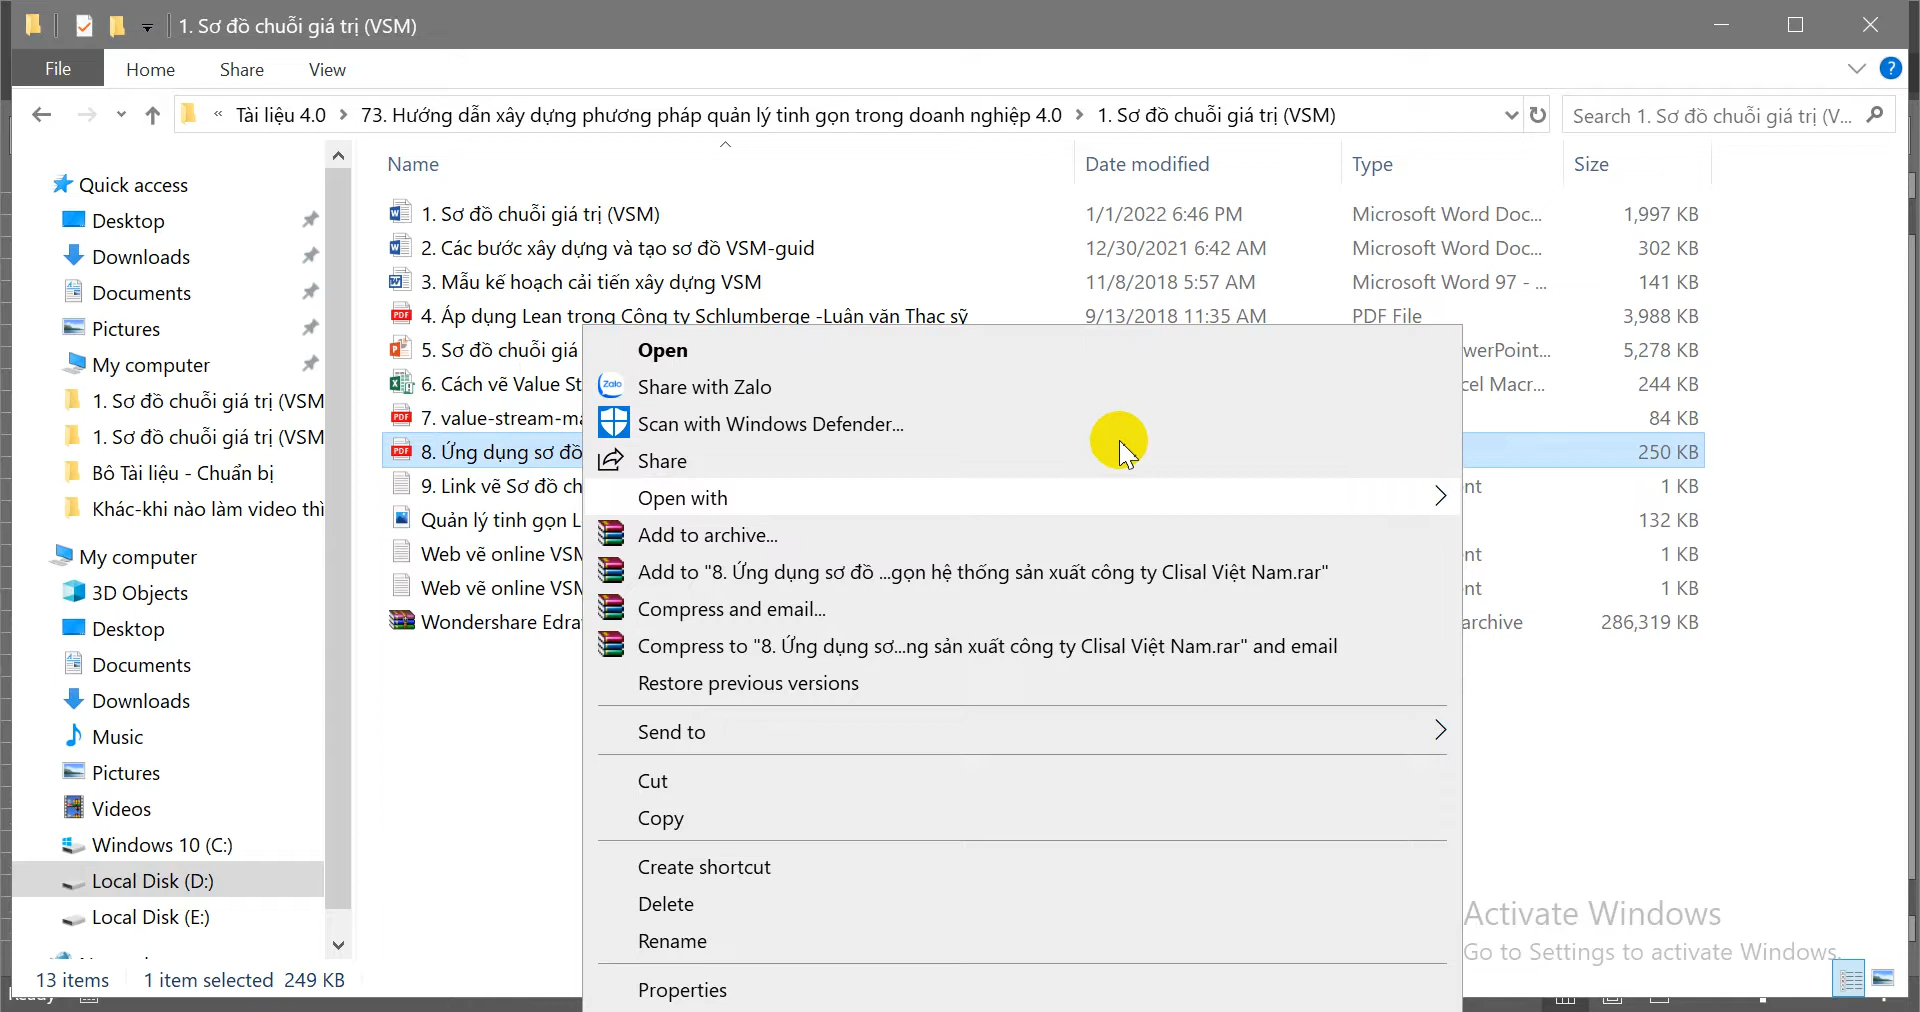 1. Sơ đồ chuỗi giá trị (VSM)
File
Home
Share
View
?
«
Tài liệu 4.0 > 73. Hướng dẫn xây dựng phương pháp quản lý tinh gọn trong doanh nghiệp 4.0 > 1. Sơ đồ chuỗi giá trị (VSM)
Search 1. Sơ đồ chuỗi giá trị (V...
Name
Date modified
Type
Size
Quick access
Desktop
Downloads
Documents
Pictures
My computer
1. Sơ đồ chuỗi giá trị (VSM
1. Sơ đồ chuỗi giá trị (VSM
Bô Tài liệu - Chuẩn bị
Khác-khi nào làm video thì
My computer
3D Objects
Desktop
Documents
Downloads
Music
Pictures
Videos
Windows 10 (C:)
Local Disk (D:)
Local Disk (E:)
1. Sơ đồ chuỗi giá trị (VSM) 1/1/2022 6:46 PM Microsoft Word Doc... 1,997 KB
2. Các bước xây dựng và tạo sơ đồ VSM-guid 12/30/2021 6:42 AM Microsoft Word Doc... 302 KB
3. Mẫu kế hoạch cải tiến xây dựng VSM 11/8/2018 5:57 AM Microsoft Word 97 - ... 141 KB
4. Áp dụng Lean trong Công ty Schlumberge -Luận văn Thạc sỹ 9/13/2018 11:35 AM PDF File 3,988 KB
5. Sơ đồ chuỗi giá werPoint... 5,278 KB
6. Cách vẽ Value St cel Macr... 244 KB
7. value-stream-ma 84 KB
8. Ứng dụng sơ đồ 250 KB
9. Link vẽ Sơ đồ ch nt 1 KB
Quản lý tinh gọn L 132 KB
Web vẽ online VSM nt 1 KB
Web vẽ online VSM nt 1 KB
Wondershare Edra archive 286,319 KB
Open
Zalo
Share with Zalo
Scan with Windows Defender...
Share
Open with
Add to archive...
Add to "8. Ứng dụng sơ đồ ...gọn hệ thống sản xuất công ty Clisal Việt Nam.rar"
Compress and email...
Compress to "8. Ứng dụng sơ...ng sản xuất công ty Clisal Việt Nam.rar" and email
Restore previous versions
Send to
Cut
Copy
Create shortcut
Delete
Rename
Properties
Activate Windows
Go to Settings to activate Windows.
13 items
1 item selected 249 KB